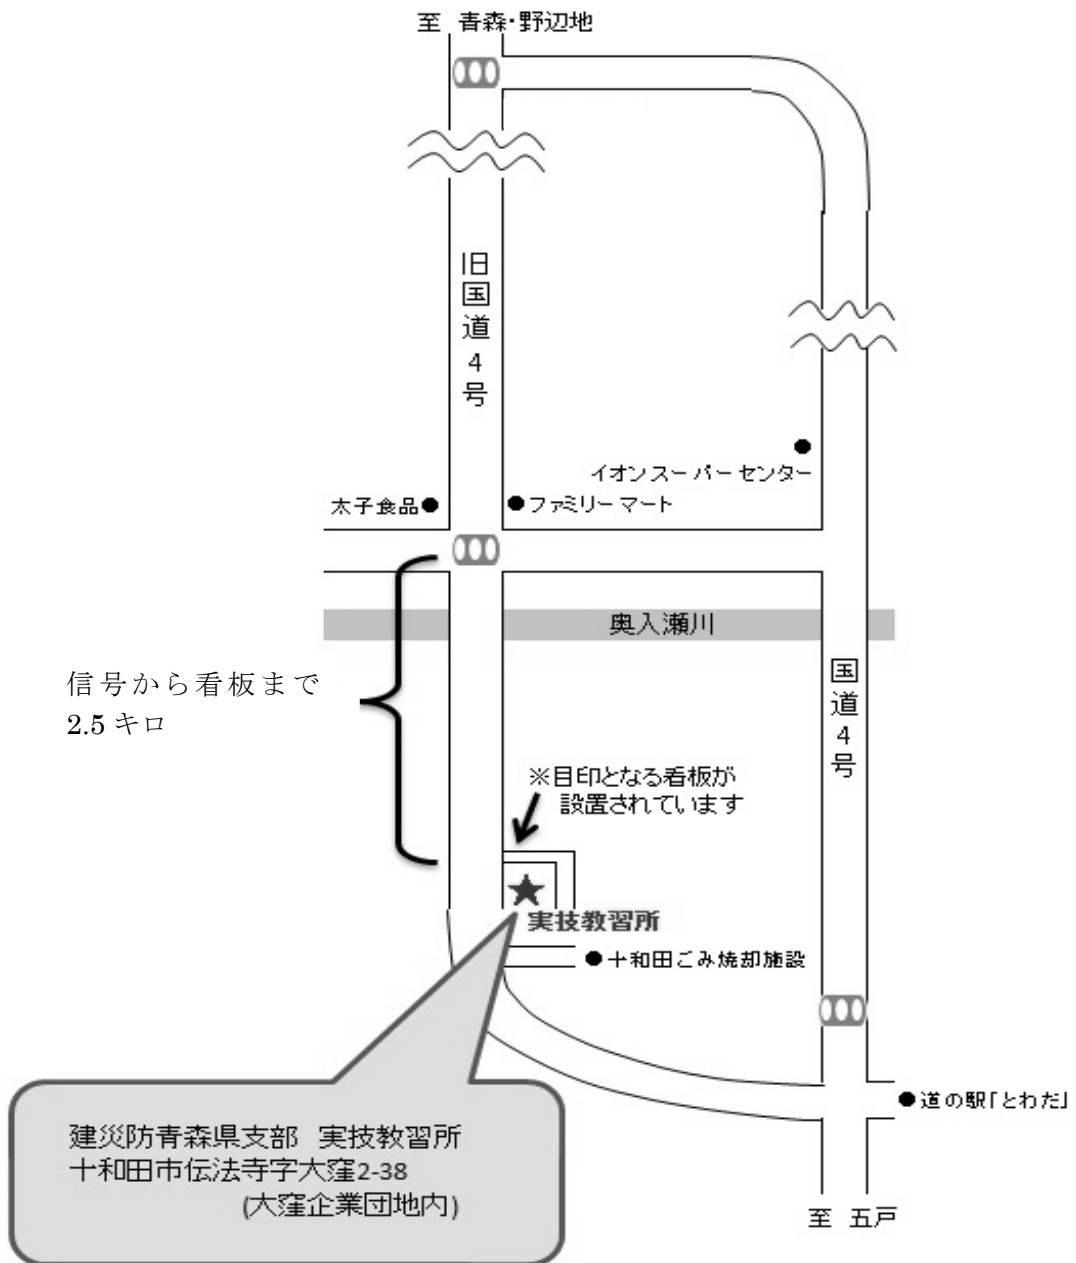 至 青森・野辺地
旧国道4号
イオンスーパーセンター
太子食品
ファミリーマート
奥入瀬川
信号から看板まで
2.5 キロ
国道4号
※目印となる看板が
設置されています
実技教習所
十和田ごみ焼却施設
道の駅「とわだ」
建災防青森県支部 実技教習所
十和田市伝法寺字大窪2-38
(大窪企業団地内)
至 五戸